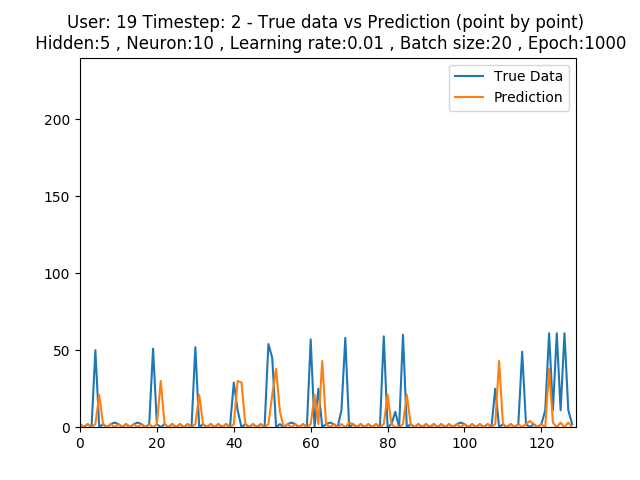 User: 19 Timestep: 2 - True data vs Prediction (point by point)
Hidden:5 , Neuron:10 , Learning rate:0.01 , Batch size:20 , Epoch:1000
True Data
Prediction
200
150
100
50
0
0 20 40 60 80 100 120